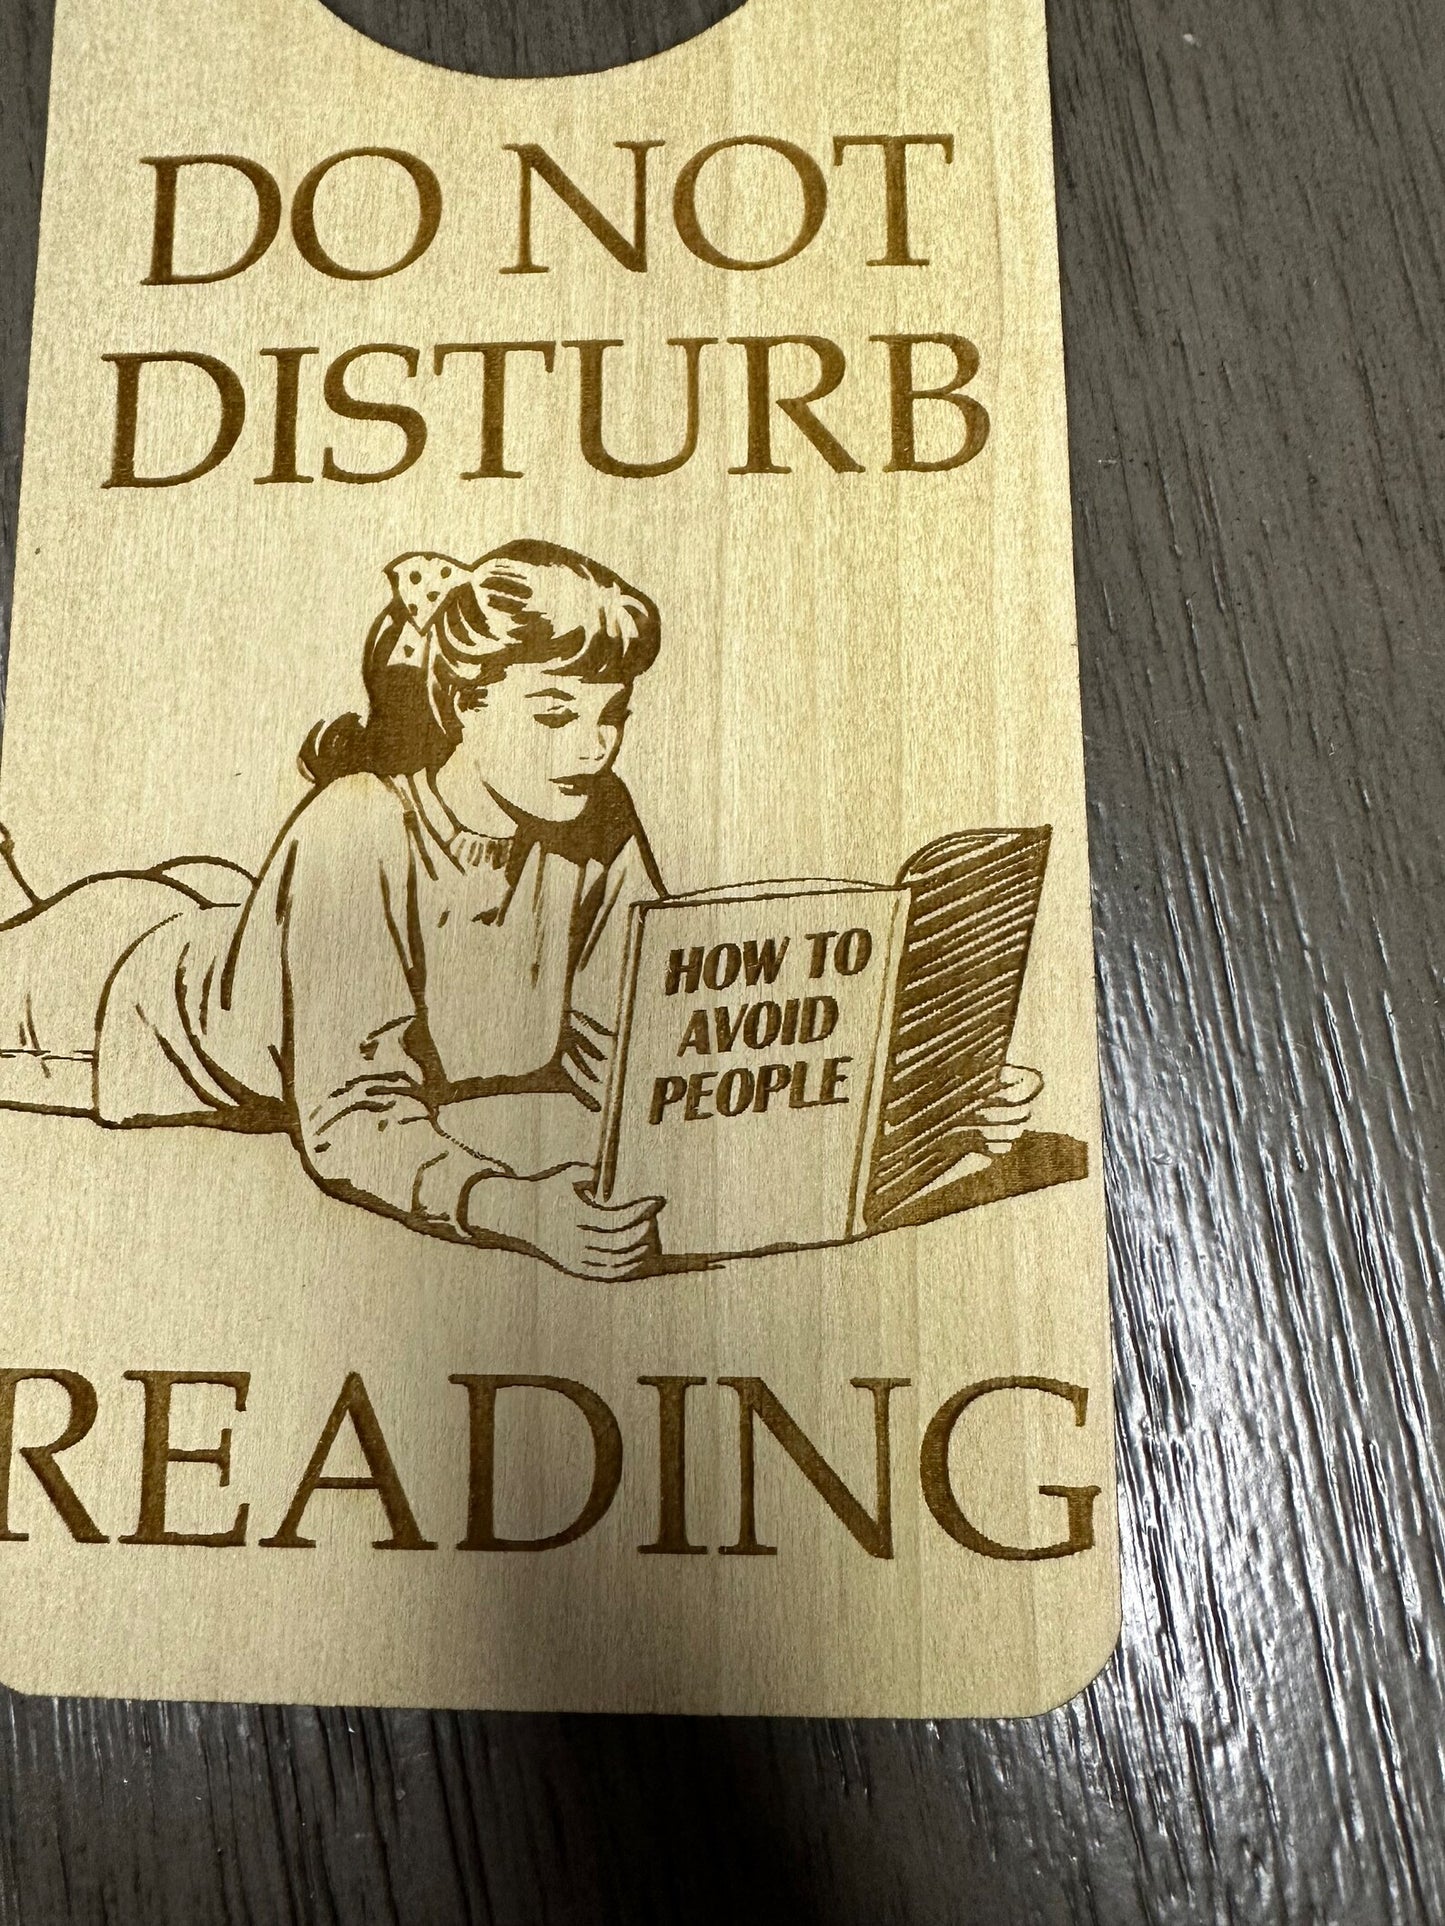 DO NOT
DISTURB
HOW TO
AVOID
PEOPLE
READING